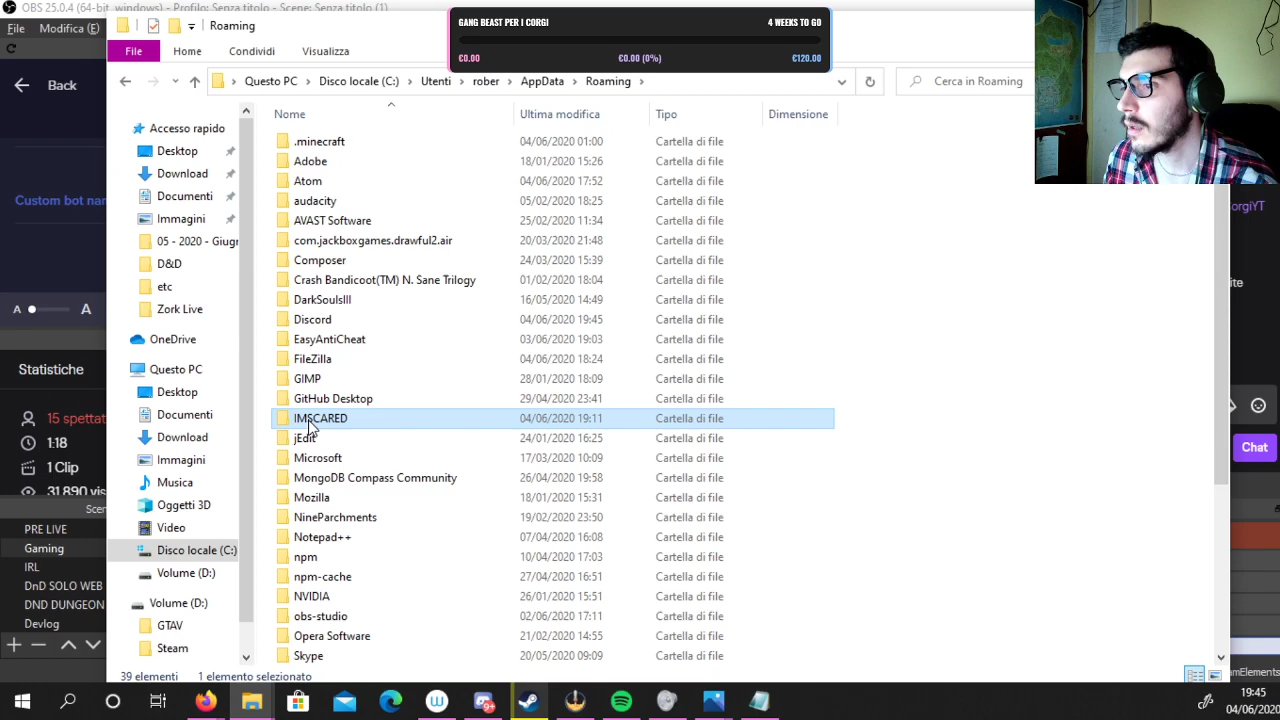 OBS 25.0.4 (64-bit, windows) - Profilo: Senza titolo - Scene: Senza titolo (1)
Roaming
File Modifica (E)
File Home Condividi Visualizza
GANG BEAST PER I CORGI 4 WEEKS TO GO
€0.00 €0.00 (0%) €120.00
Back
Questo PC > Disco locale (C:) > Utenti > rober > AppData > Roaming >
Cerca in Roaming
Nome Ultima modifica Tipo Dimensione
Accesso rapido
Desktop
Download
Documenti
Immagini
05 - 2020 - Giugn
D&D
etc
Zork Live
OneDrive
Questo PC
Desktop
Documenti
Download
Immagini
Musica
Oggetti 3D
Video
Disco locale (C:)
Volume (D:)
Volume (D:)
GTAV
Steam
.minecraft 04/06/2020 01:00 Cartella di file
Adobe 18/01/2020 15:26 Cartella di file
Atom 04/06/2020 17:52 Cartella di file
audacity 05/02/2020 18:25 Cartella di file
AVAST Software 25/02/2020 11:34 Cartella di file
com.jackboxgames.drawful2.air 20/03/2020 21:48 Cartella di file
Composer 24/03/2020 15:39 Cartella di file
Crash Bandicoot(TM) N. Sane Trilogy 01/02/2020 18:04 Cartella di file
DarkSoulsIII 16/05/2020 14:49 Cartella di file
Discord 04/06/2020 19:45 Cartella di file
EasyAntiCheat 03/06/2020 19:03 Cartella di file
FileZilla 04/06/2020 18:24 Cartella di file
GIMP 28/01/2020 18:09 Cartella di file
GitHub Desktop 29/04/2020 23:41 Cartella di file
IMSCARED 04/06/2020 19:11 Cartella di file
jEdit 24/01/2020 16:25 Cartella di file
Microsoft 17/03/2020 10:09 Cartella di file
MongoDB Compass Community 26/04/2020 19:58 Cartella di file
Mozilla 18/01/2020 15:31 Cartella di file
NineParchments 19/02/2020 23:50 Cartella di file
Notepad++ 07/04/2020 16:08 Cartella di file
npm 10/04/2020 17:03 Cartella di file
npm-cache 27/04/2020 16:51 Cartella di file
NVIDIA 26/01/2020 15:51 Cartella di file
obs-studio 02/06/2020 17:11 Cartella di file
Opera Software 21/02/2020 14:55 Cartella di file
Skype 20/05/2020 09:09 Cartella di file
39 elementi 1 elemento selezionato
Custom bot nan
A A
Statistiche
15 spettat
1:18
1 Clip
31.890 visi
Scen
PRE LIVE
Gaming
IRL
DnD SOLO WEB
DND DUNGEON
Devlog
CorgiYT
ite
Chat
amElements
19:45
04/06/2020